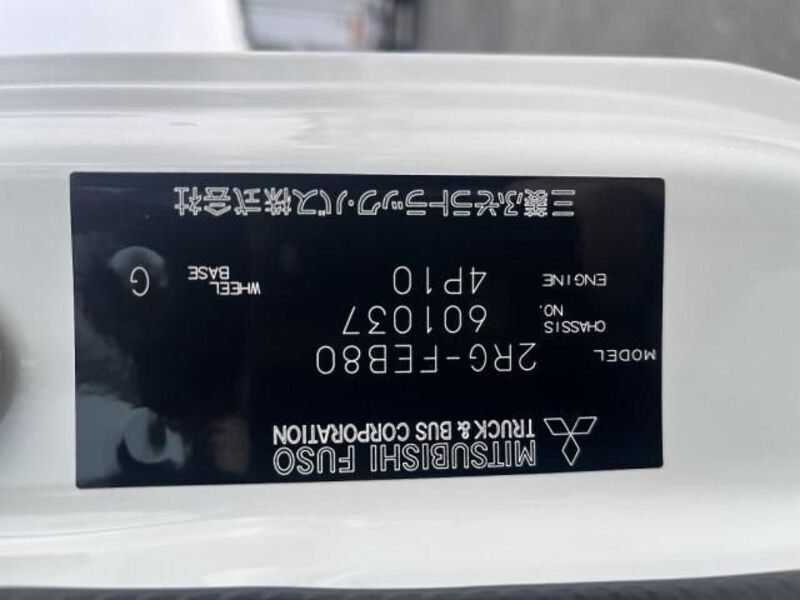 MITSUBISHI FUSO
TRUCK & BUS CORPORATION
MODEL 2RG-FEB80
CHASSIS NO. 601037
ENGINE 4P10 WHEEL BASE G
三菱ふそうトラック・バス株式会社